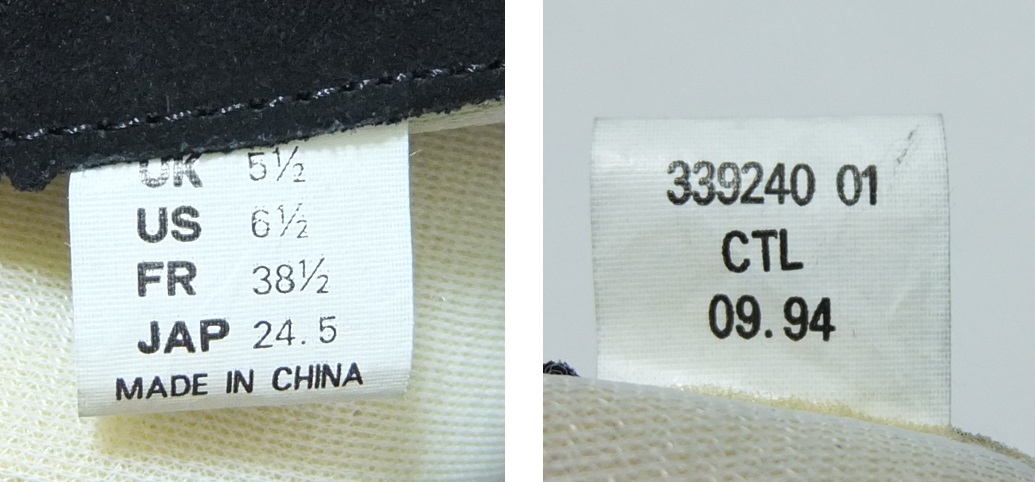 UK 5½
US 6½
FR 38½
JAP 24.5
MADE IN CHINA
339240 01
CTL
09.94